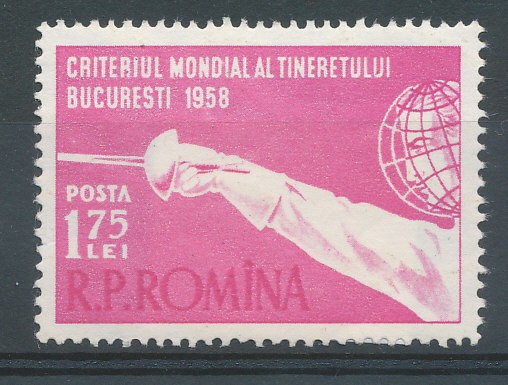 CRITERIUL MONDIAL AL TINERETULUI
BUCURESTI 1958
POSTA
1 75
LEI
R.P.ROMÎNA